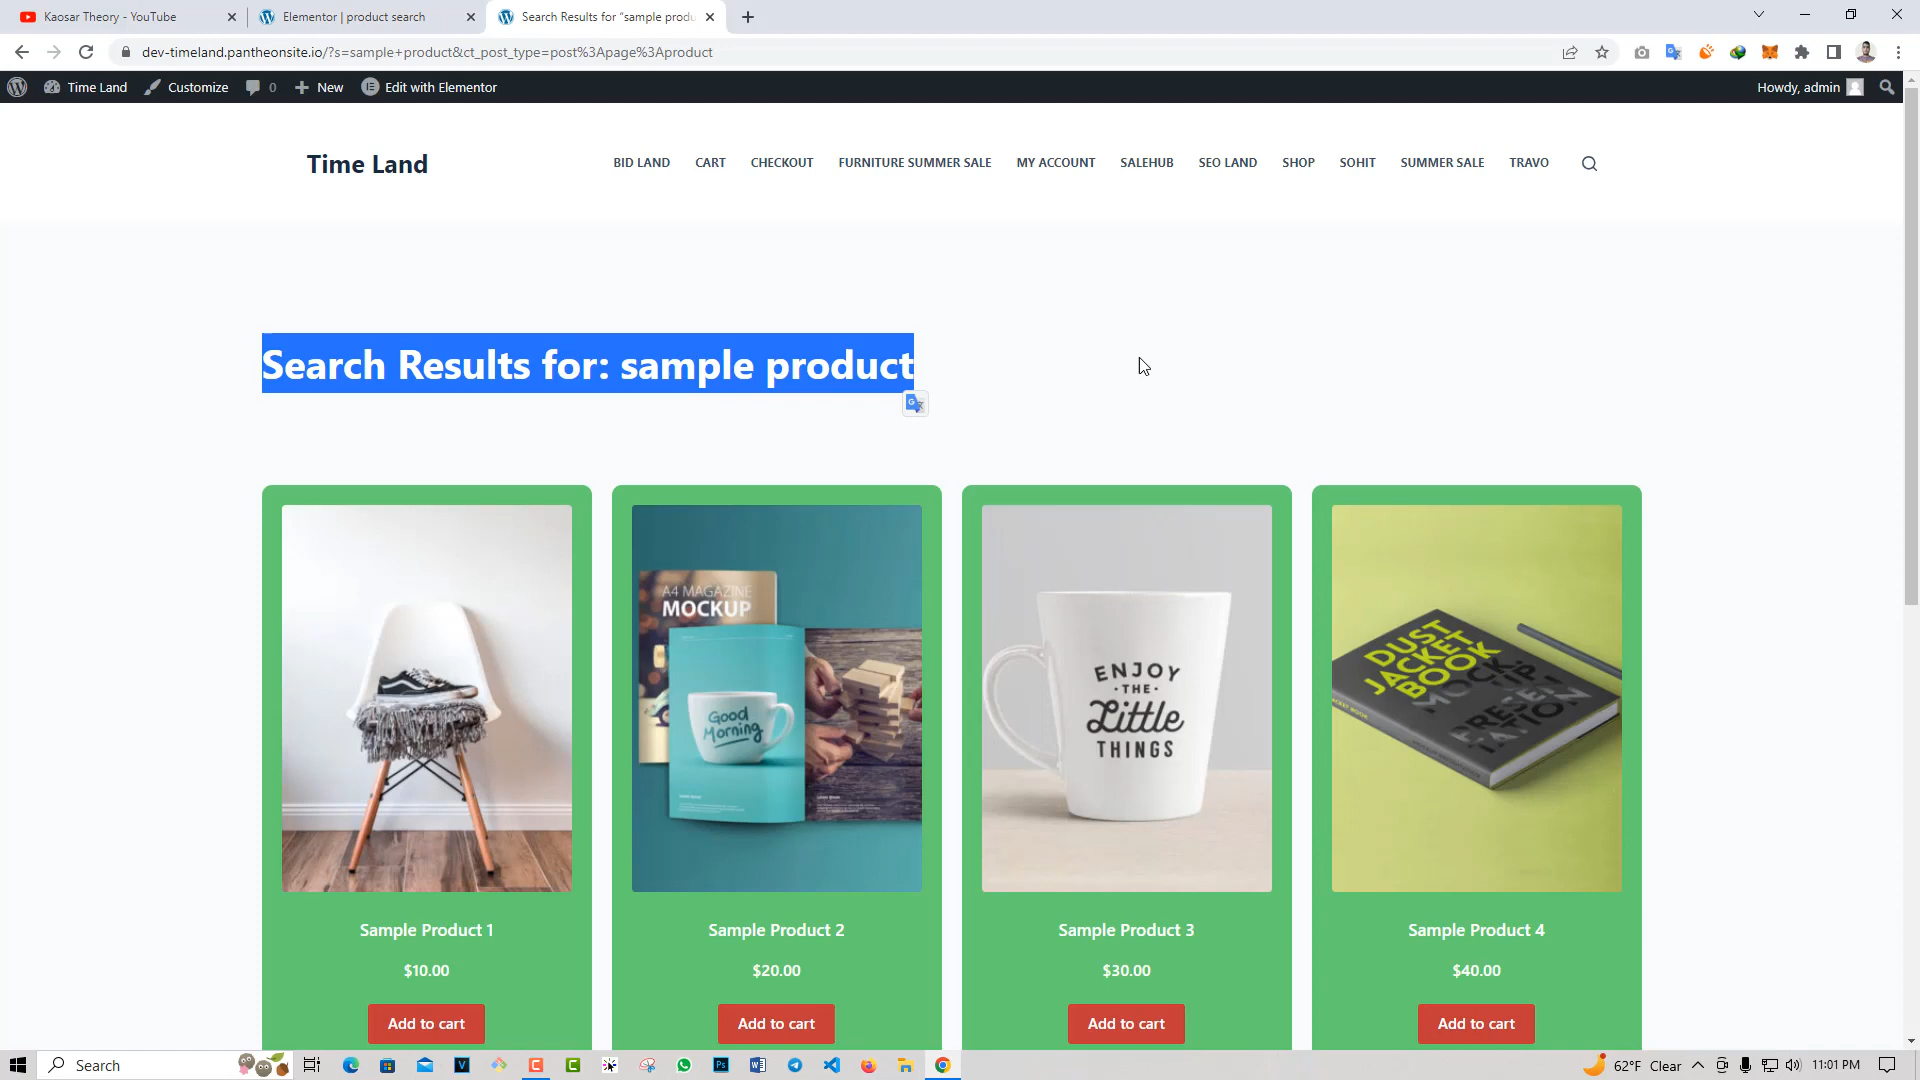 Kaosar Theory - YouTube
Elementor | product search
Search Results for "sample produ
dev-timeland.pantheonsite.io/?s=sample+product&ct_post_type=post%3Apage%3Aproduct
Time Land
Customize
0
New
Edit with Elementor
Howdy, admin
Time Land
BID LAND
CART
CHECKOUT
FURNITURE SUMMER SALE
MY ACCOUNT
SALEHUB
SEO LAND
SHOP
SOHIT
SUMMER SALE
TRAVO
Search Results for: sample product
A4 MAGAZINE
MOCKUP
Good
Morning
ENJOY
·THE·
Little
THINGS
DUST
JACKET
BOOK
MOCK-
UP
PRESEN-
TATION
Sample Product 1
Sample Product 2
Sample Product 3
Sample Product 4
$10.00
$20.00
$30.00
$40.00
Add to cart
Add to cart
Add to cart
Add to cart
Search
62°F Clear
11:01 PM